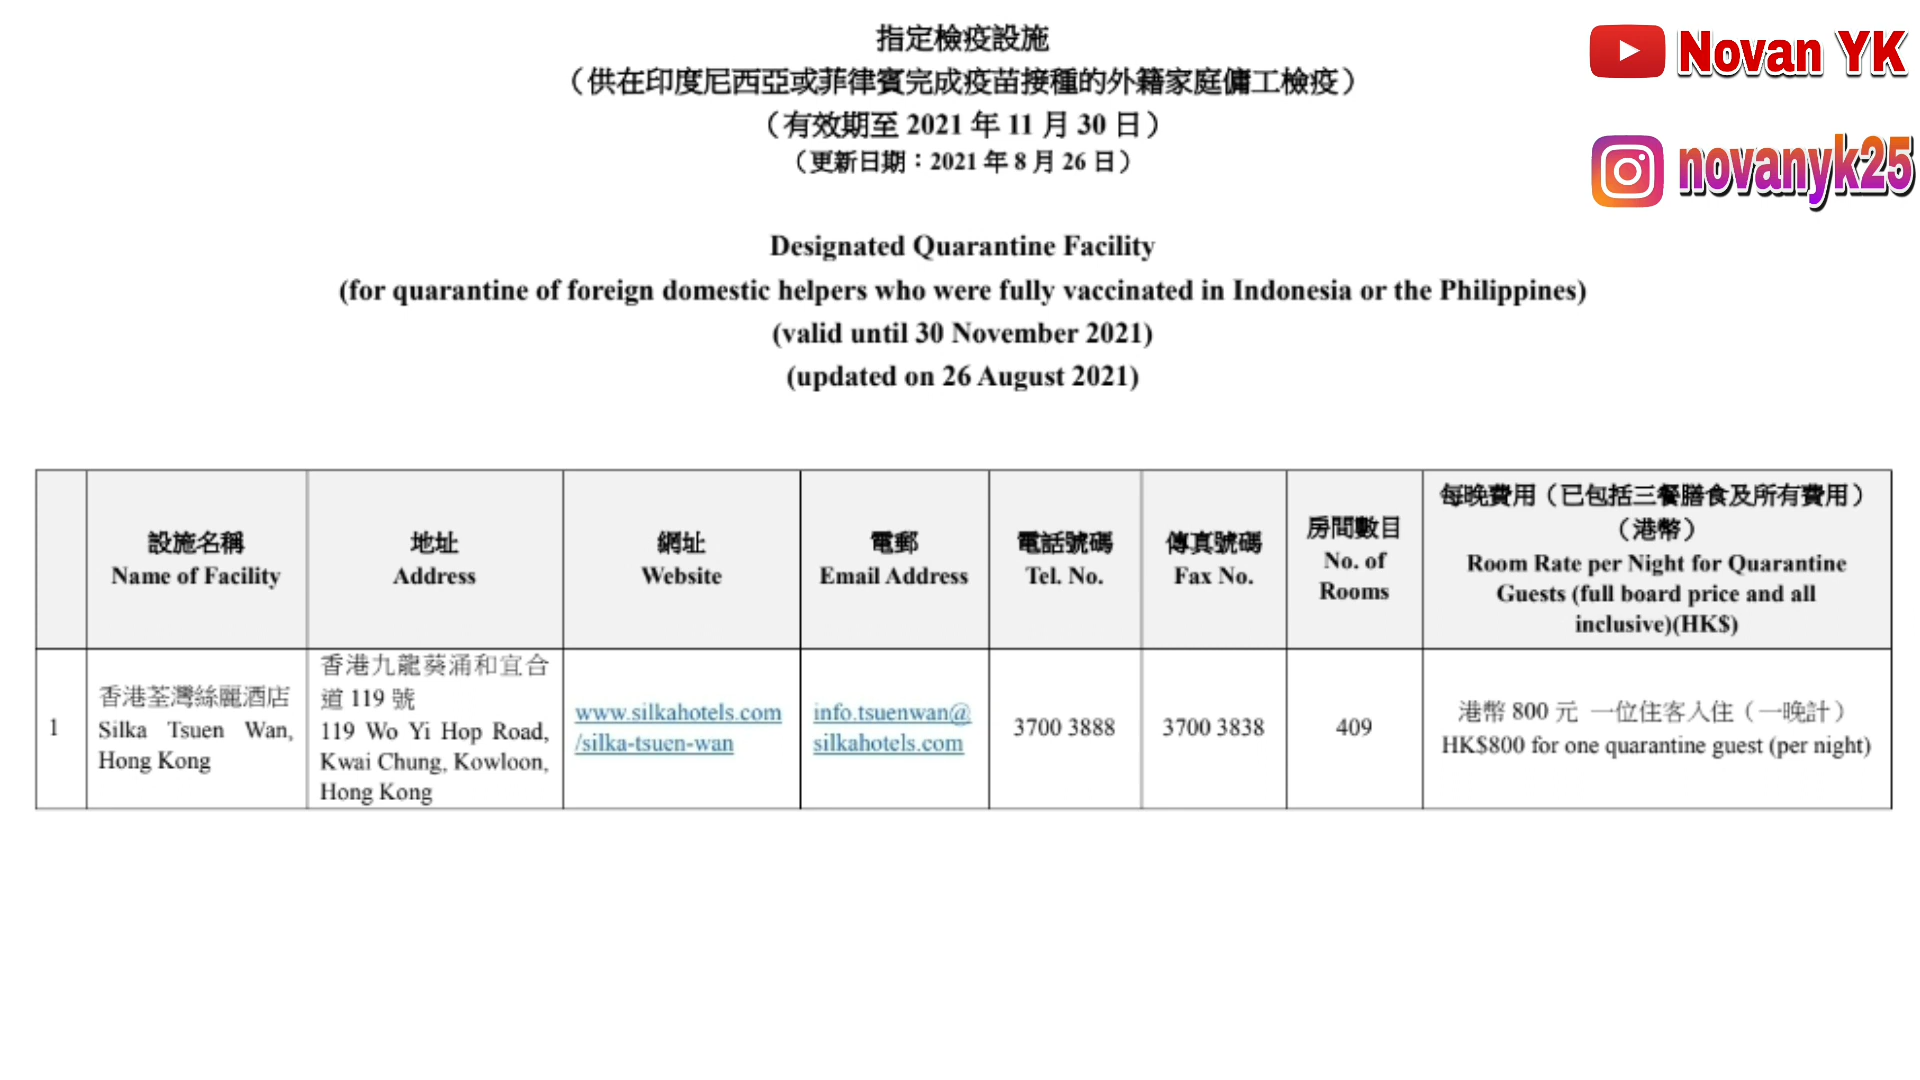 指定檢疫設施
（供在印度尼西亞或菲律賓完成疫苗接種的外籍家庭傭工檢疫）
（有效期至 2021 年 11 月 30 日）
（更新日期：2021 年 8 月 26 日）
Novan YK
novanyk25
Designated Quarantine Facility
(for quarantine of foreign domestic helpers who were fully vaccinated in Indonesia or the Philippines)
(valid until 30 November 2021)
(updated on 26 August 2021)
設施名稱
Name of Facility
地址
Address
網址
Website
電郵
Email Address
電話號碼
Tel. No.
傳真號碼
Fax No.
房間數目
No. of
Rooms
每晚費用（已包括三餐膳食及所有費用）
（港幣）
Room Rate per Night for Quarantine
Guests (full board price and all
inclusive)(HK$)
1
香港荃灣絲麗酒店
Silka Tsuen Wan,
Hong Kong
香港九龍葵涌和宜合
道 119 號
119 Wo Yi Hop Road,
Kwai Chung, Kowloon,
Hong Kong
www.silkahotels.com
/silka-tsuen-wan
info.tsuenwan@
silkahotels.com
3700 3888
3700 3838
409
港幣 800 元 一位住客入住（一晚計）
HK$800 for one quarantine guest (per night)